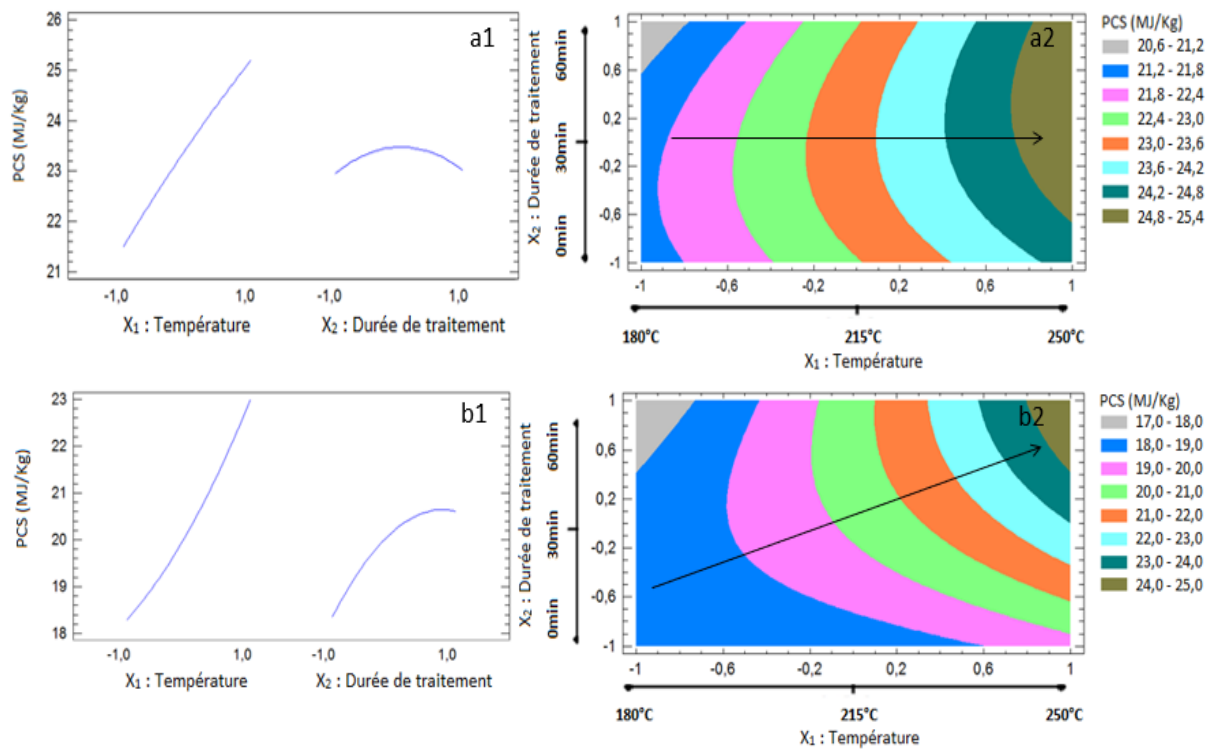 a1
PCS (MJ/Kg)
26
25
24
23
22
21
-1,0
1,0
-1,0
1,0
X₁ : Température
X₂ : Durée de traitement
X₂ : Durée de traitement
60min
30min
0min
a2
1
0,6
0,2
-0,2
-0,6
-1
-1
-0,6
-0,2
0,2
0,6
1
180°C
215°C
250°C
X₁ : Température
PCS (MJ/Kg)
20,6 - 21,2
21,2 - 21,8
21,8 - 22,4
22,4 - 23,0
23,0 - 23,6
23,6 - 24,2
24,2 - 24,8
24,8 - 25,4
b1
PCS (MJ/Kg)
23
22
21
20
19
18
-1,0
1,0
-1,0
1,0
X₁ : Température
X₂ : Durée de traitement
X₂ : Durée de traitement
60min
30min
0min
b2
1
0,6
0,2
-0,2
-0,6
-1
-1
-0,6
-0,2
0,2
0,6
1
180°C
215°C
250°C
X₁ : Température
PCS (MJ/Kg)
17,0 - 18,0
18,0 - 19,0
19,0 - 20,0
20,0 - 21,0
21,0 - 22,0
22,0 - 23,0
23,0 - 24,0
24,0 - 25,0